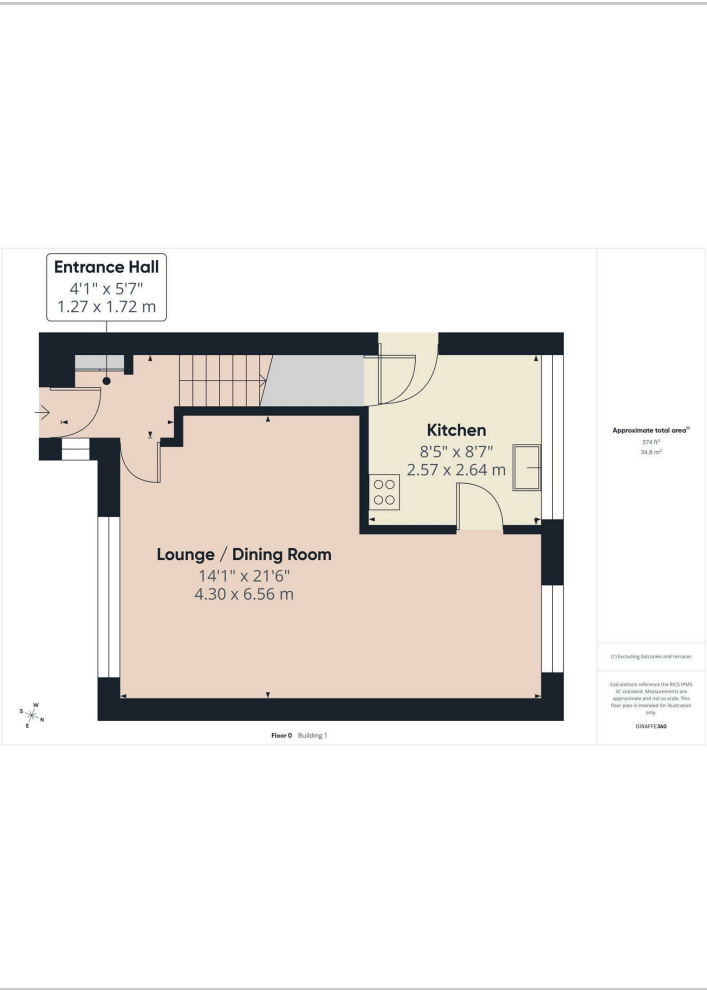 Entrance Hall
4'1" x 5'7"
1.27 x 1.72 m
Kitchen
8'5" x 8'7"
2.57 x 2.64 m
Lounge / Dining Room
14'1" x 21'6"
4.30 x 6.56 m
Approximate total area(1)
374 ft²
34.8 m²
(1) Excluding balconies and terraces
Calculations reference the RICS IPMS
3C standard. Measurements are
approximate and not to scale. This
floor plan is intended for illustration
only.
GIRAFFE360
W
S
N
E
Floor 0 Building 1